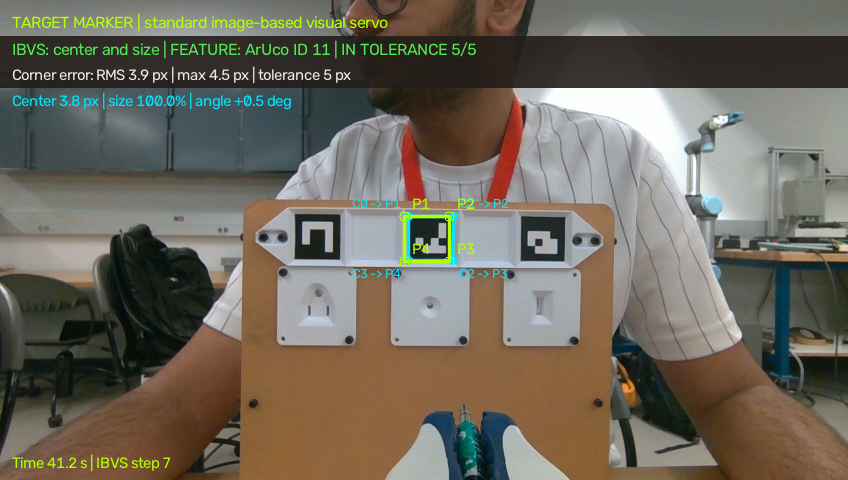 TARGET MARKER | standard image-based visual servo
IBVS: center and size | FEATURE: ArUco ID 11 | IN TOLERANCE 5/5
Corner error: RMS 3.9 px | max 4.5 px | tolerance 5 px
Center 3.8 px | size 100.0% | angle +0.5 deg
C0 -> P1 P1 P2 -> P2
P4 P3
C3 -> P4 C2 -> P3
Time 41.2 s | IBVS step 7